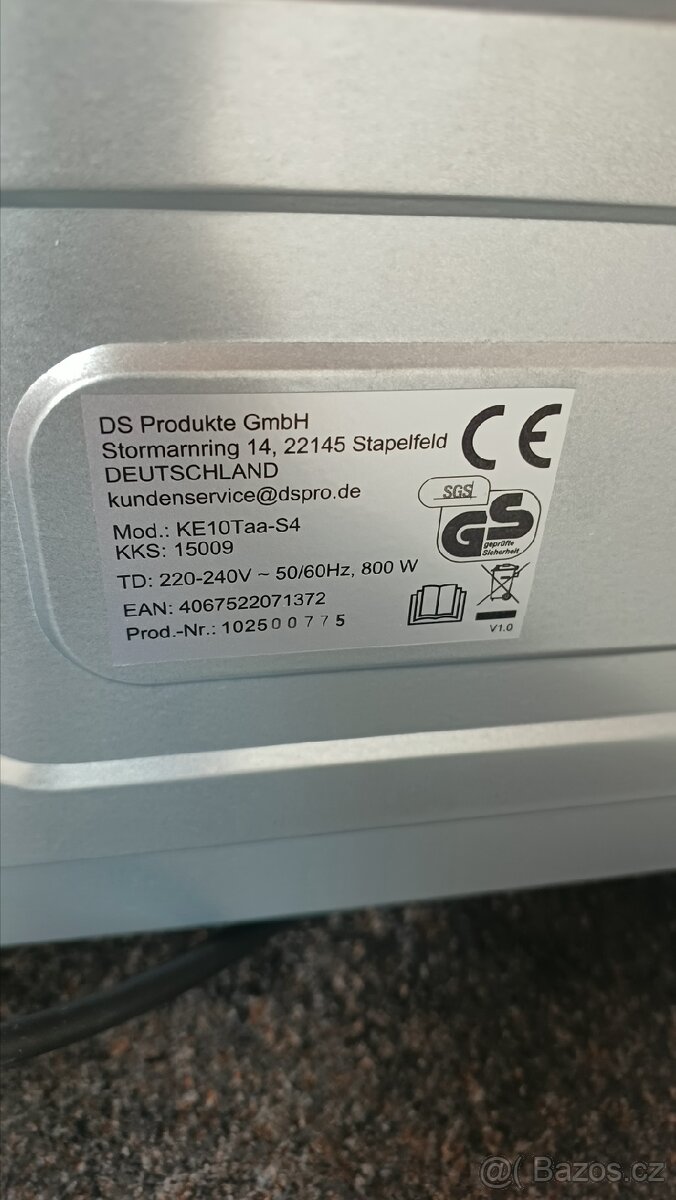 DS Produkte GmbH
Stormarnring 14, 22145 Stapelfeld
DEUTSCHLAND
kundenservice@dspro.de
CE
SGS
GS
geprüfte
Sicherheit
Mod.: KE10Taa-S4
KKS: 15009
TD: 220-240V ~ 50/60Hz, 800 W
EAN: 4067522071372
Prod.-Nr.: 102500775
V1.0
@( Bazos.cz